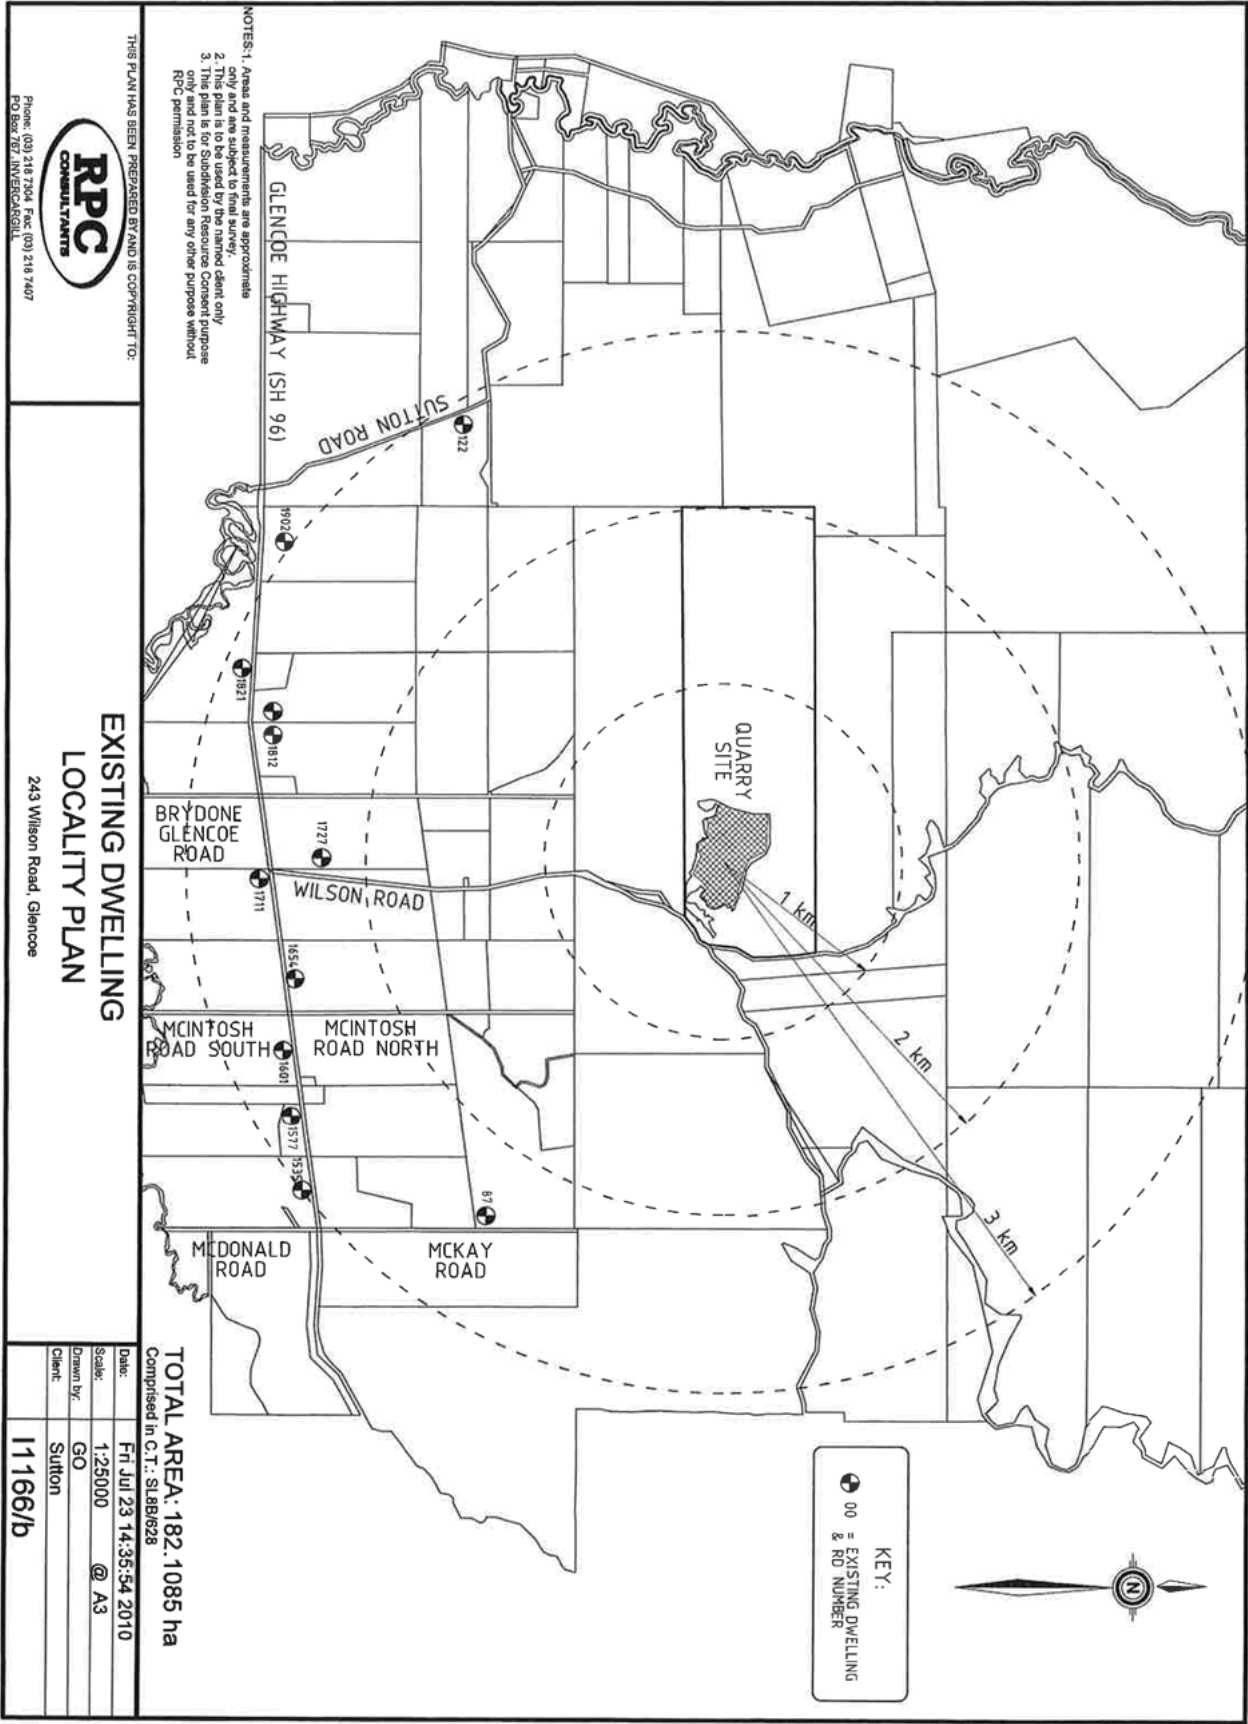 KEY:
00 = EXISTING DWELLING
& RD NUMBER
N
QUARRY
SITE
1 km
2 km
3 km
122
SUTTON ROAD
GLENCOE HIGHWAY (SH 96)
1902
1821
1812
1727
1711
WILSON ROAD
BRYDONE
GLENCOE
ROAD
1654
MCINTOSH
ROAD NORTH
MCINTOSH
ROAD SOUTH
1601
1577
1535
87
MCKAY
ROAD
MCDONALD
ROAD
NOTES:1. Areas and measurements are approximate
only and are subject to final survey.
2. This plan is to be used by the named client only
3. This plan is for Subdivision Resource Consent purpose
only and not to be used for any other purpose without
RPC permission
TOTAL AREA: 182.1085 ha
Comprised in C.T.: SL8B/628
THIS PLAN HAS BEEN PREPARED BY AND IS COPYRIGHT TO:
RPC
CONSULTANTS
Phone: (03) 218 7304 Fax: (03) 218 7407
PO Box 767, INVERCARGILL
EXISTING DWELLING
LOCALITY PLAN
243 Wilson Road, Glencoe
Date: Fri Jul 23 14:35:54 2010
Scale: 1:25000 @ A3
Drawn by: GO
Client: Sutton
I1166/b